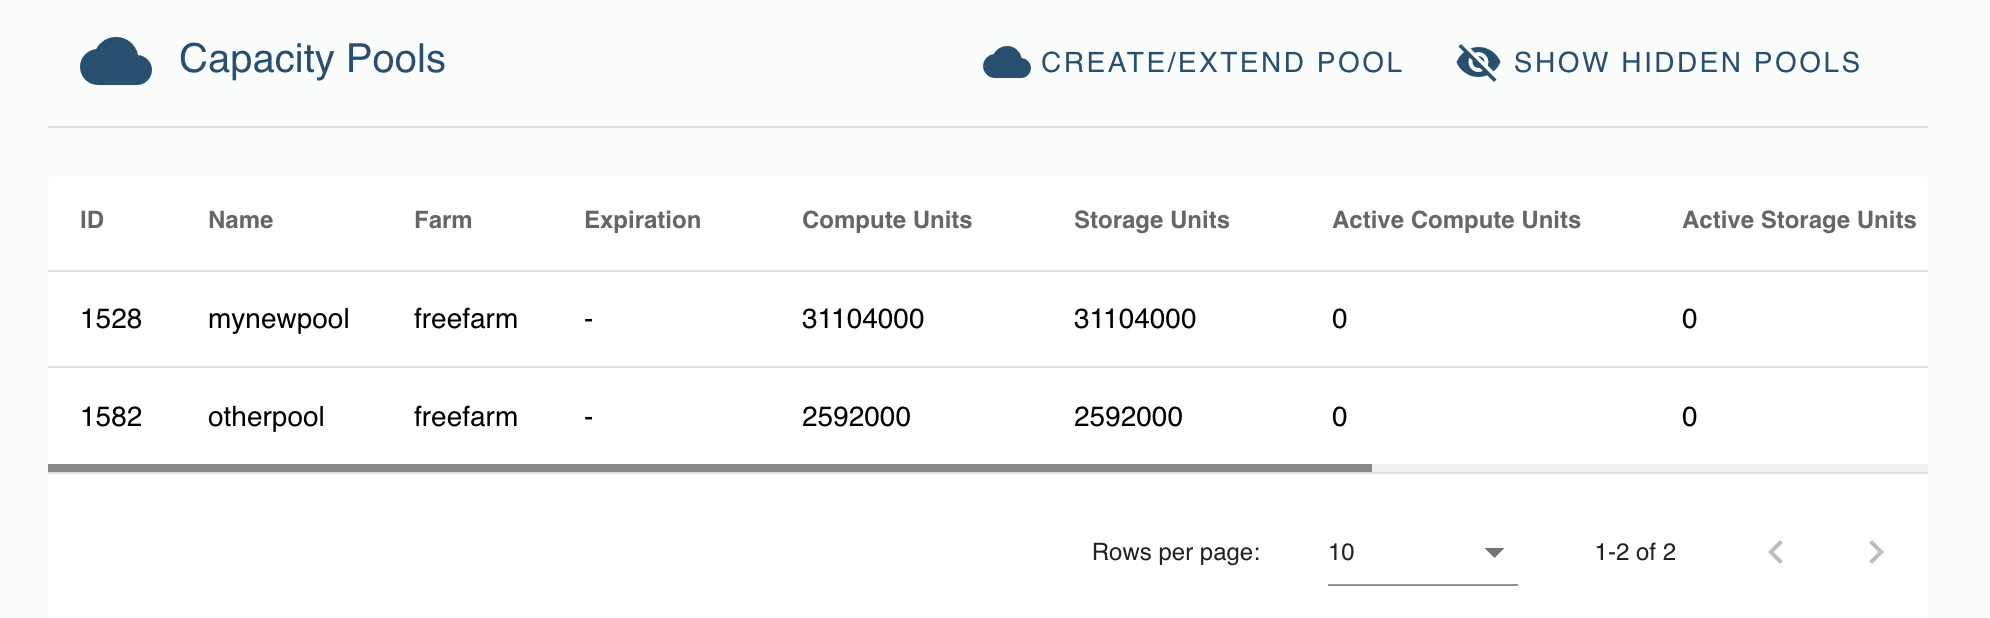 Capacity Pools
CREATE/EXTEND POOL
SHOW HIDDEN POOLS
ID Name Farm Expiration Compute Units Storage Units Active Compute Units Active Storage Units
1528 mynewpool freefarm - 31104000 31104000 0 0
1582 otherpool freefarm - 2592000 2592000 0 0
Rows per page: 10 1-2 of 2